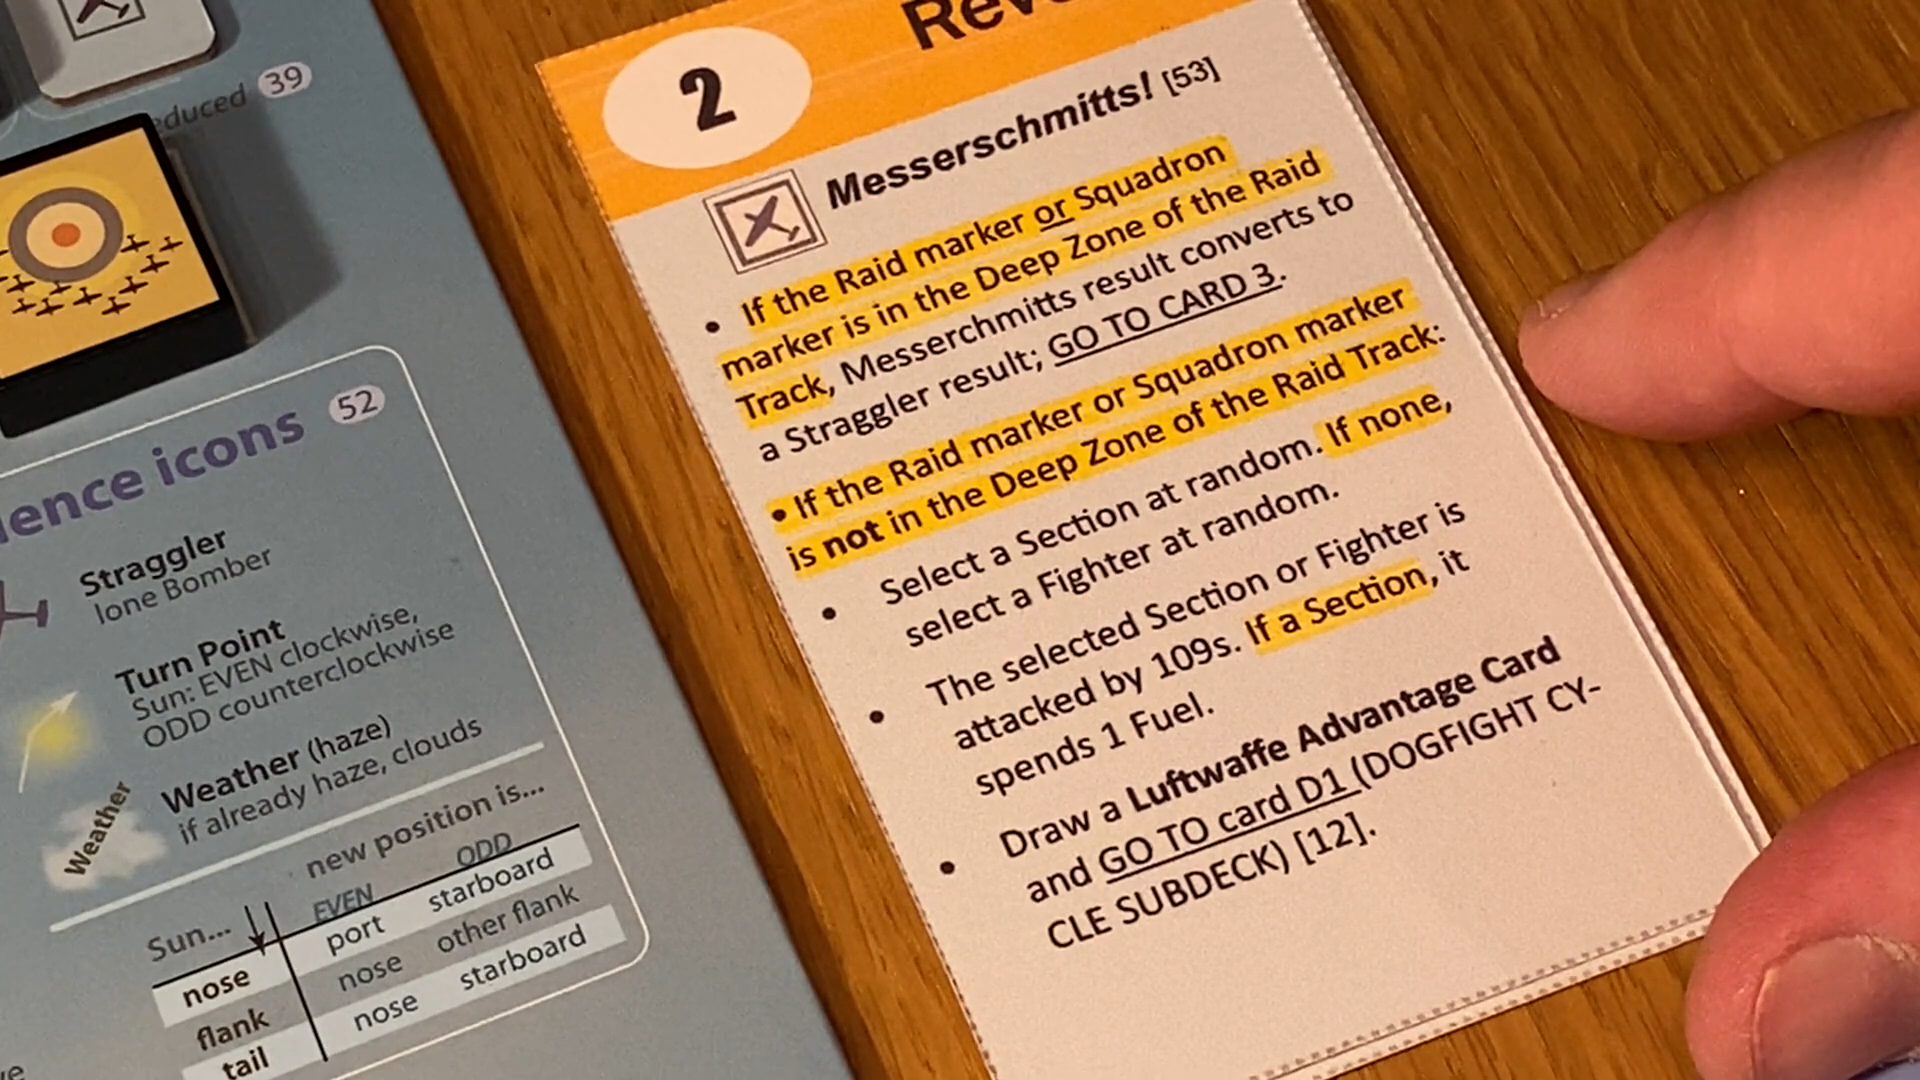 39
52
Straggler
lone Bomber
Turn Point
Sun: EVEN clockwise,
ODD counterclockwise
Weather
Weather (haze)
if already haze, clouds
new position is...
Sun...
EVEN
ODD
nose
port
starboard
flank
nose
other flank
tail
nose
starboard
2
Messerschmitts! [53]
• If the Raid marker or Squadron
marker is in the Deep Zone of the Raid
Track, Messerchmitts result converts to
a Straggler result; GO TO CARD 3.
• If the Raid marker or Squadron marker
is not in the Deep Zone of the Raid Track:
• Select a Section at random. If none,
select a Fighter at random.
• The selected Section or Fighter is
attacked by 109s. If a Section, it
spends 1 Fuel.
• Draw a Luftwaffe Advantage Card
and GO TO card D1 (DOGFIGHT CY-
CLE SUBDECK) [12].